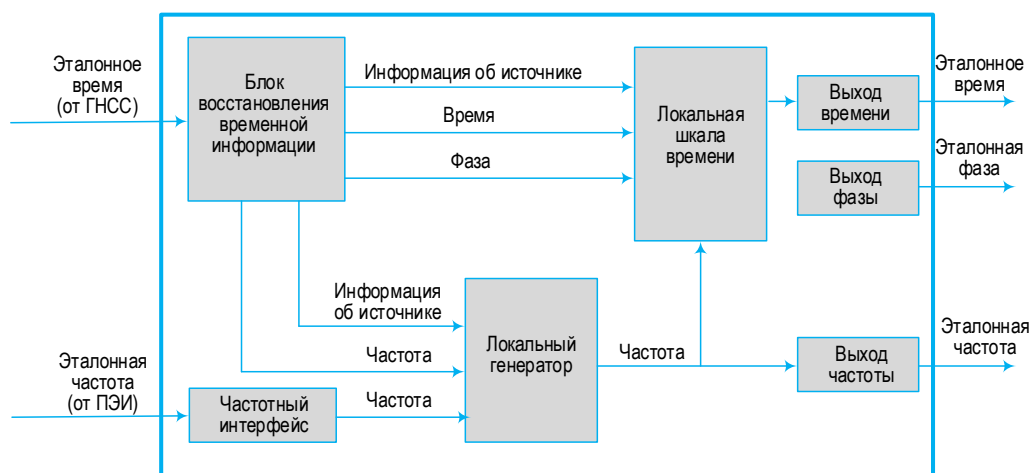 Эталонное
время
(от ГНСС)
Блок
восстановления
временной
информации
Информация об источнике
Время
Фаза
Локальная
шкала
времени
Выход
времени
Эталонное
время
Выход
фазы
Эталонная
фаза
Информация
об источнике
Частота
Частота
Локальный
генератор
Частота
Выход
частоты
Эталонная
частота
Эталонная
частота
(от ПЭИ)
Частотный
интерфейс